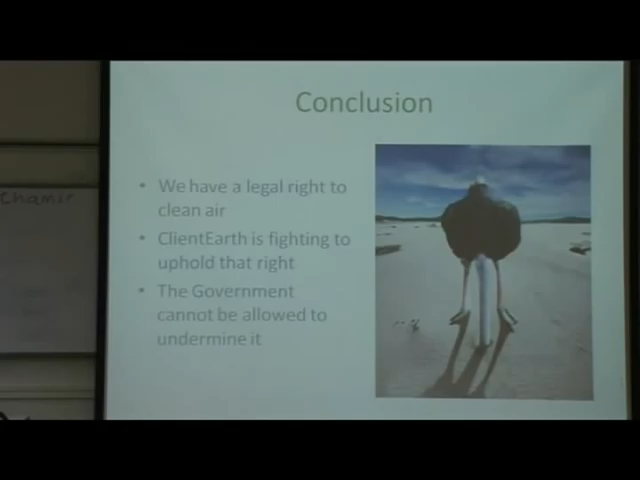 Conclusion
• We have a legal right to
clean air
• ClientEarth is fighting to
uphold that right
• The Government
cannot be allowed to
undermine it
Chamir